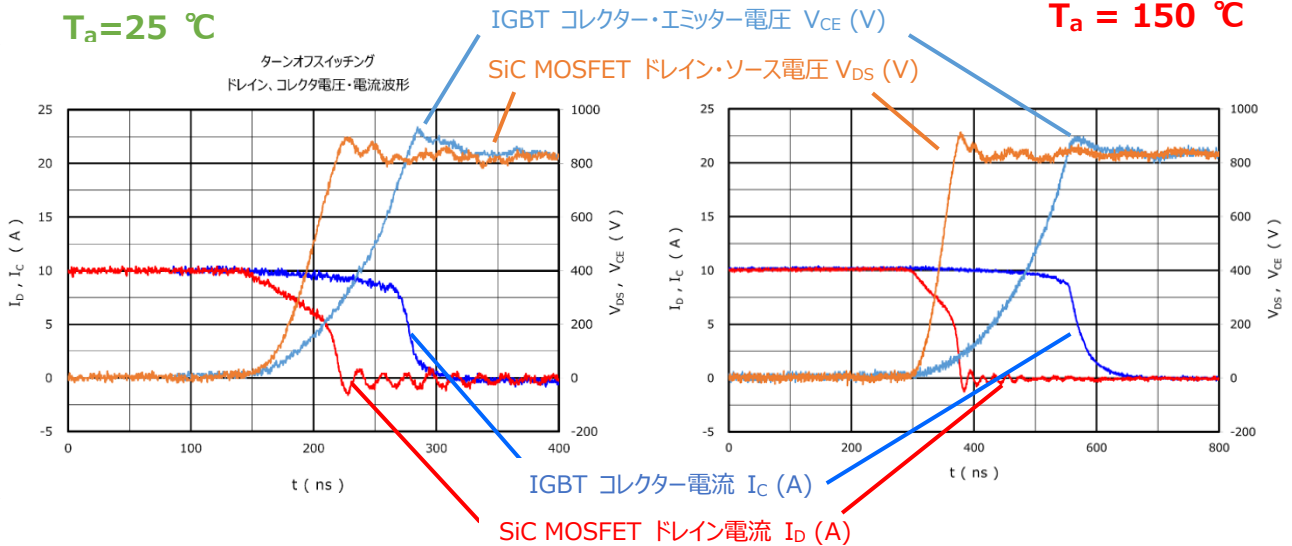 Ta=25 ℃
IGBT コレクター・エミッター電圧 VCE (V)
Ta = 150 ℃
SiC MOSFET ドレイン・ソース電圧 VDS (V)
ターンオフスイッチング
ドレイン、コレクタ電圧・電流波形
25
20
15
10
5
0
-5
ID , IC ( A )
1000
800
600
400
200
0
-200
VDS , VCE ( V )
0
100
200
300
400
t ( ns )
25
20
15
10
5
0
-5
ID , IC ( A )
1000
800
600
400
200
0
-200
VDS , VCE ( V )
0
200
400
600
800
t ( ns )
IGBT コレクター電流 IC (A)
SiC MOSFET ドレイン電流 ID (A)